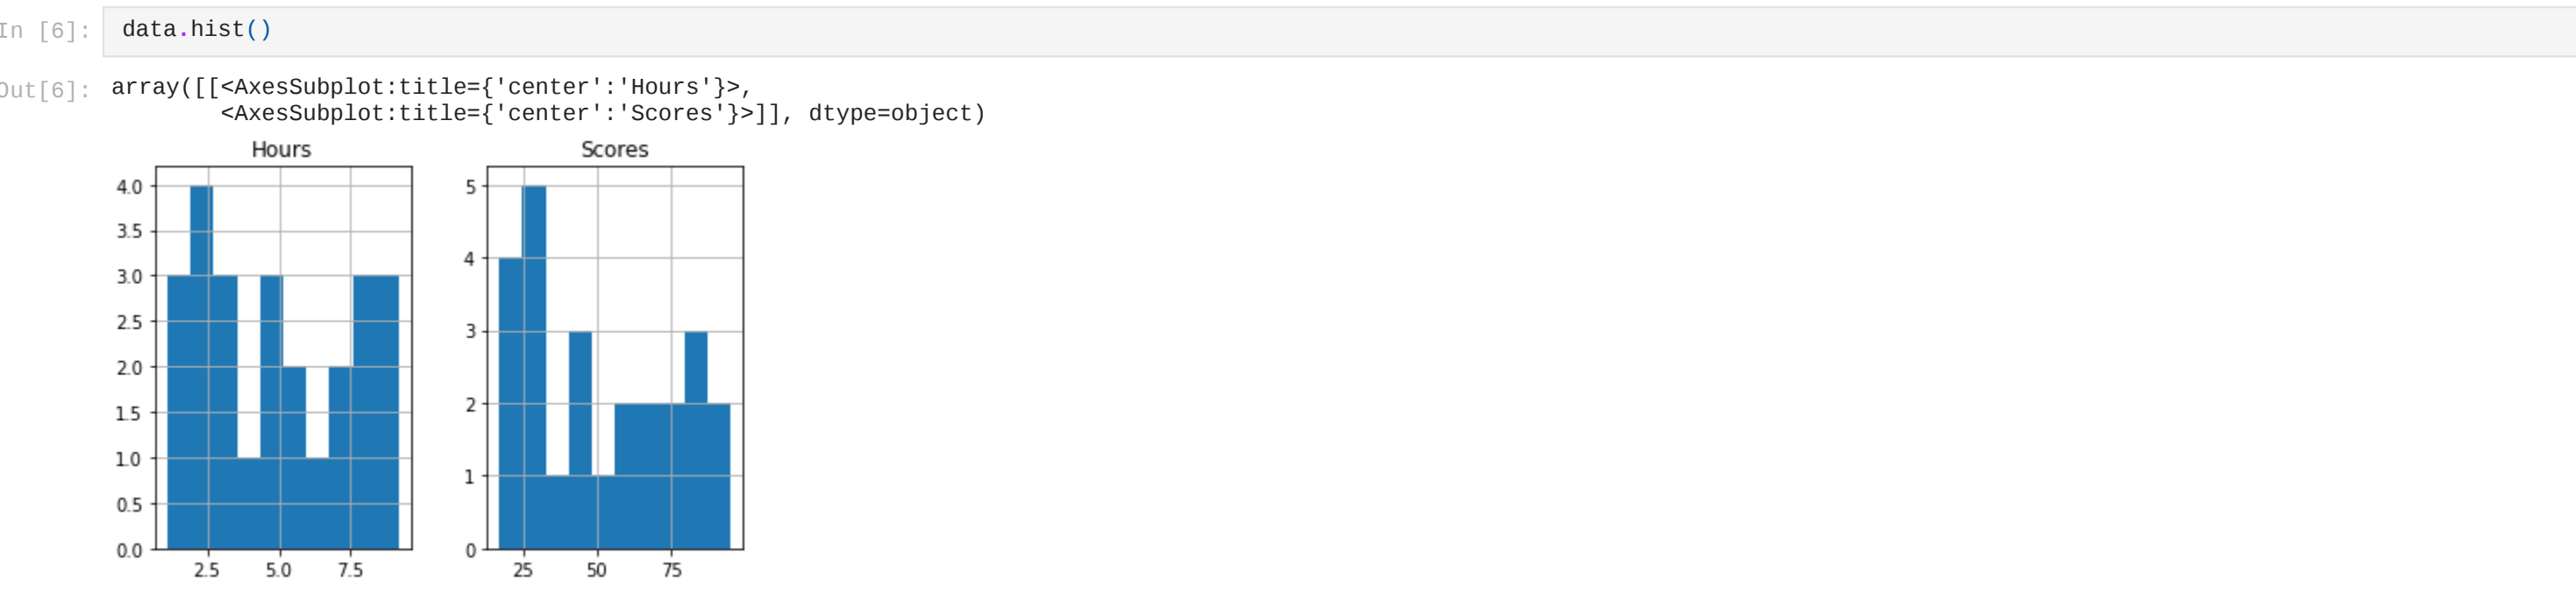 In [6]:
data.hist()
Out[6]:
array([[<AxesSubplot:title={'center':'Hours'}>,
<AxesSubplot:title={'center':'Scores'}>]], dtype=object)
Hours
4.0
3.5
3.0
2.5
2.0
1.5
1.0
0.5
0.0
2.5 5.0 7.5
Scores
5
4
3
2
1
0
25 50 75